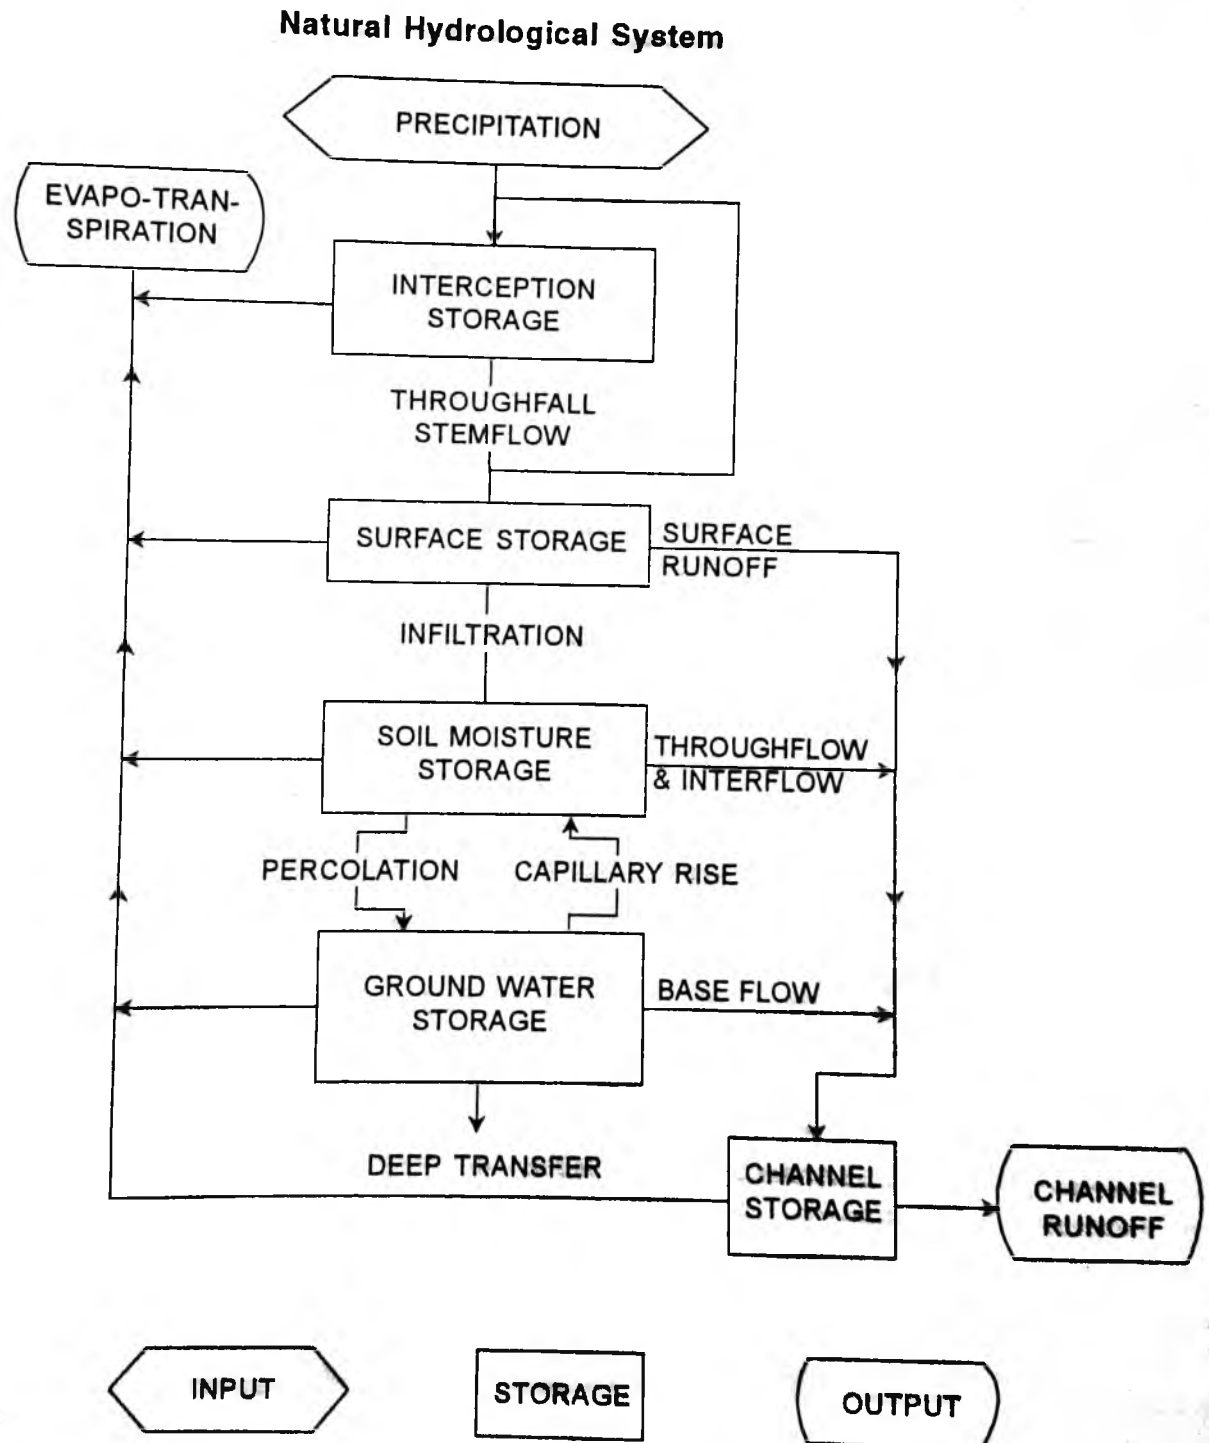 Natural Hydrological System
PRECIPITATION
EVAPO-TRAN-
SPIRATION
INTERCEPTION
STORAGE
THROUGHFALL
STEMFLOW
SURFACE STORAGE
SURFACE
RUNOFF
INFILTRATION
SOIL MOISTURE
STORAGE
THROUGHFLOW
& INTERFLOW
PERCOLATION
CAPILLARY RISE
GROUND WATER
STORAGE
BASE FLOW
DEEP TRANSFER
CHANNEL
STORAGE
CHANNEL
RUNOFF
INPUT
STORAGE
OUTPUT